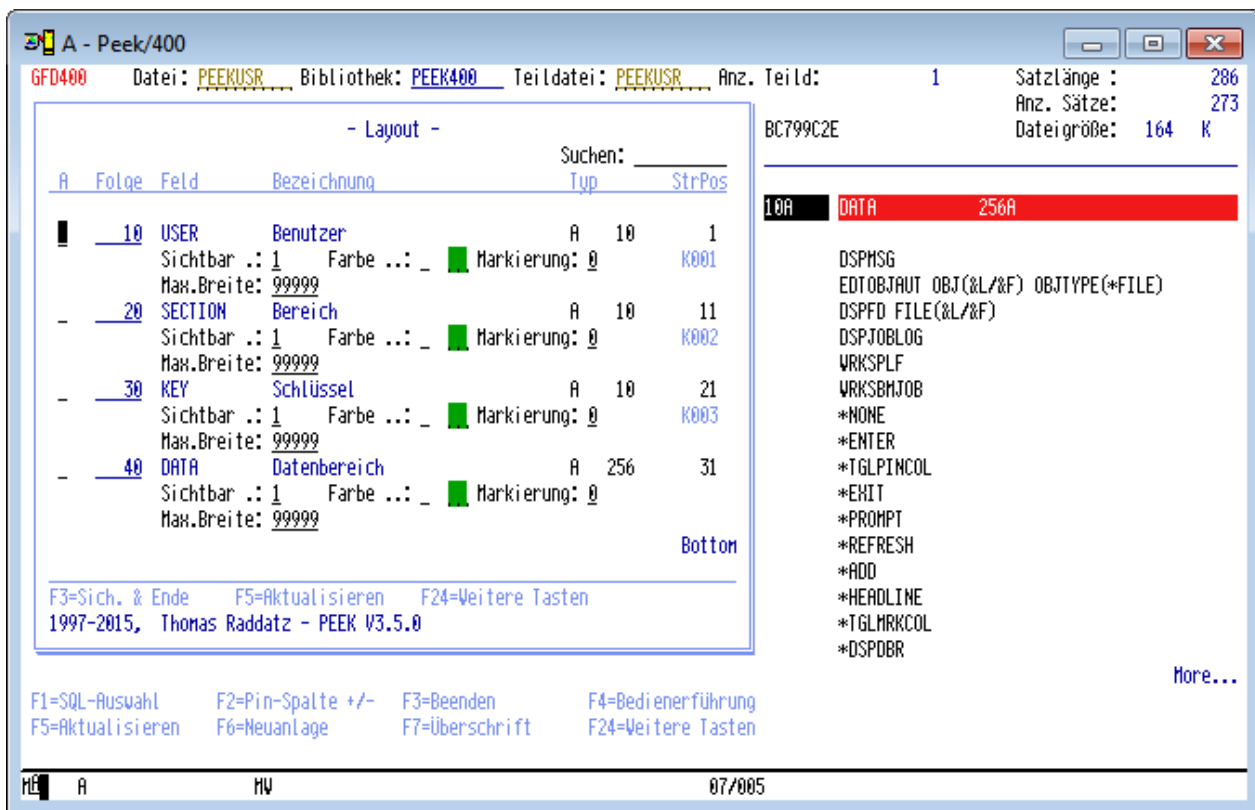 A - Peek/400
GFD400 Datei: PEEKUSR Bibliothek: PEEK400 Teildatei: PEEKUSR Anz. Teild: 1 Satzlänge : 286
Anz. Sätze: 273
- Layout - BC799C2E Dateigröße: 164 K
Suchen:
A Folge Feld Bezeichnung Typ StrPos
10A DATA 256A
10 USER Benutzer A 10 1
Sichtbar .: 1 Farbe ..: _ Markierung: 0 K001 DSPMSG
Max.Breite: 99999 EDTOBJAUT OBJ(&L/&F) OBJTYPE(*FILE)
20 SECTION Bereich A 10 11 DSPFD FILE(&L/&F)
Sichtbar .: 1 Farbe ..: _ Markierung: 0 K002 DSPJOBLOG
Max.Breite: 99999 WRKSPLF
30 KEY Schlüssel A 10 21 WRKSBMJOB
Sichtbar .: 1 Farbe ..: _ Markierung: 0 K003 *NONE
Max.Breite: 99999 *ENTER
40 DATA Datenbereich A 256 31 *TGLPINCOL
Sichtbar .: 1 Farbe ..: _ Markierung: 0 *EXIT
Max.Breite: 99999 *PROMPT
Bottom *REFRESH
*ADD
F3=Sich. & Ende F5=Aktualisieren F24=Weitere Tasten *HEADLINE
1997-2015, Thomas Raddatz - PEEK V3.5.0 *TGLMRKCOL
*DSPDBR
More...
F1=SQL-Auswahl F2=Pin-Spalte +/- F3=Beenden F4=Bedienerführung
F5=Aktualisieren F6=Neuanlage F7=Überschrift F24=Weitere Tasten
MA A MW 07/005